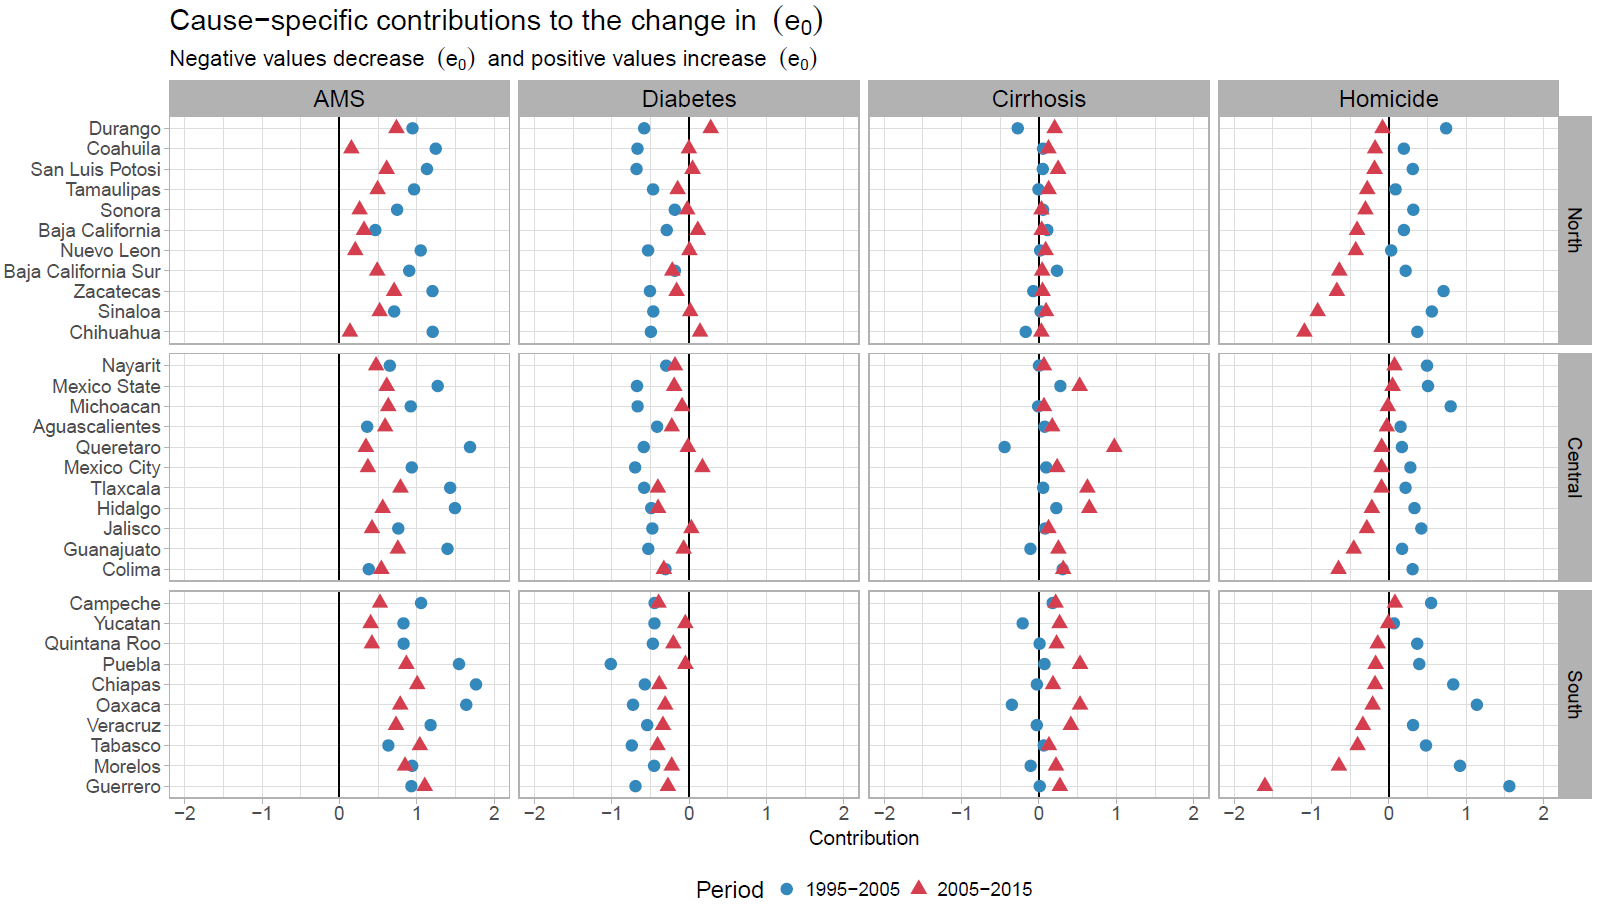 Cause−specific contributions to the change in (e0)
Negative values decrease (e0) and positive values increase (e0)
AMS Diabetes Cirrhosis Homicide
Durango
Coahuila
San Luis Potosi
Tamaulipas
Sonora
Baja California
Nuevo Leon
Baja California Sur
Zacatecas
Sinaloa
Chihuahua
North
Nayarit
Mexico State
Michoacan
Aguascalientes
Queretaro
Mexico City
Tlaxcala
Hidalgo
Jalisco
Guanajuato
Colima
Central
Campeche
Yucatan
Quintana Roo
Puebla
Chiapas
Oaxaca
Veracruz
Tabasco
Morelos
Guerrero
South
−2 −1 0 1 2 −2 −1 0 1 2 −2 −1 0 1 2 −2 −1 0 1 2
Contribution
Period 1995−2005 2005−2015